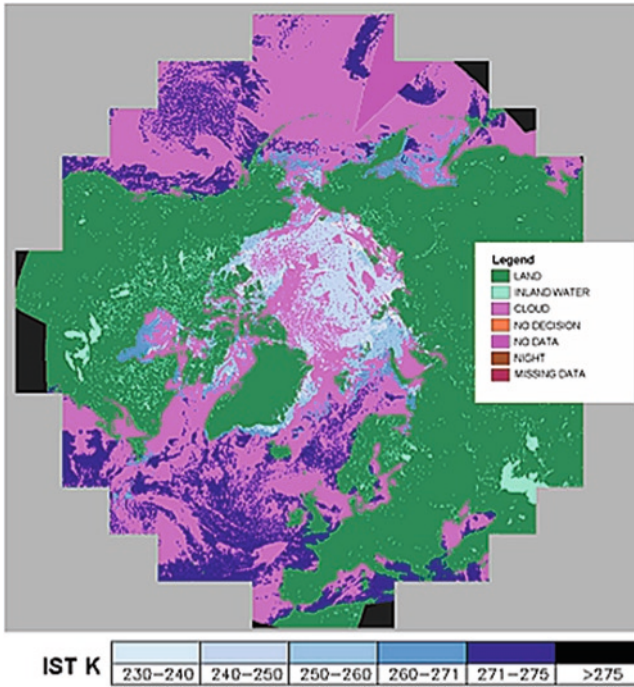 Legend
LAND
INLAND WATER
CLOUD
NO DECISION
NO DATA
NIGHT
MISSING DATA
IST K
230-240 240-250 250-260 260-271 271-275 >275